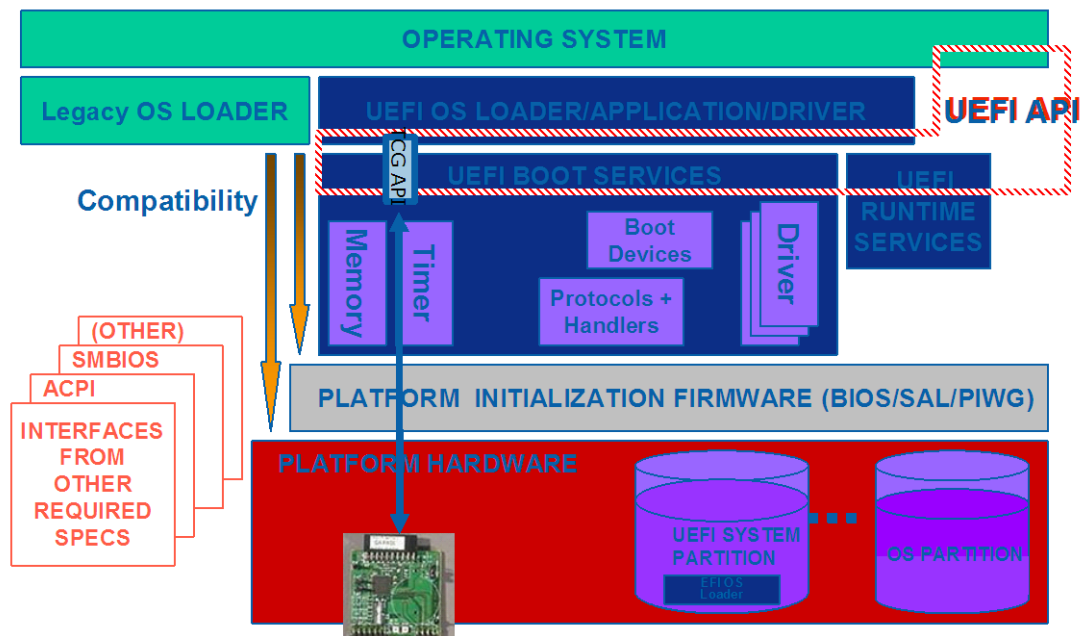 OPERATING SYSTEM
Legacy OS LOADER
UEFI OS LOADER/APPLICATION/DRIVER
UEFI API
TCG API
UEFI BOOT SERVICES
UEFI
RUNTIME
SERVICES
Compatibility
Memory
Timer
Boot
Devices
Protocols +
Handlers
Driver
(OTHER)
SMBIOS
ACPI
INTERFACES
FROM
OTHER
REQUIRED
SPECS
PLATFORM INITIALIZATION FIRMWARE (BIOS/SAL/PIWG)
PLATFORM HARDWARE
UEFI SYSTEM
PARTITION
EFI OS
Loader
OS PARTITION